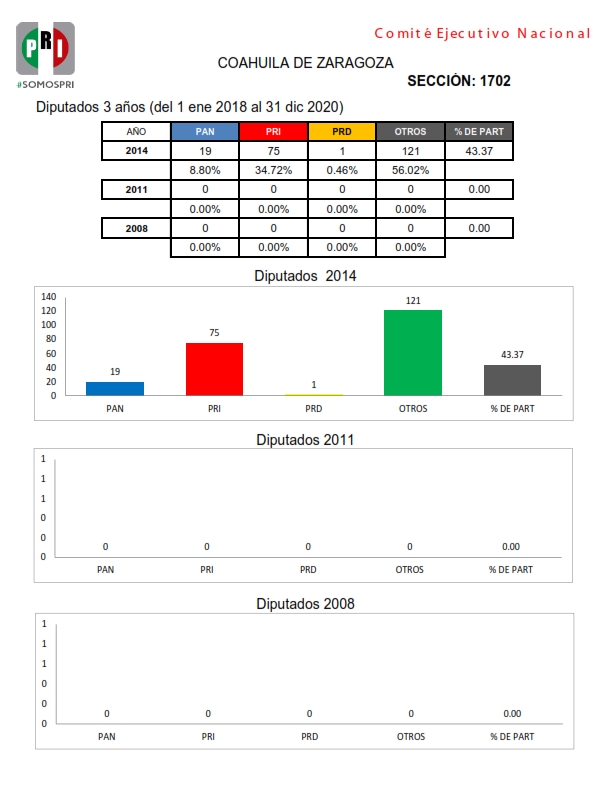 PRI
#SOMOSPRI
Comité Ejecutivo Nacional
COAHUILA DE ZARAGOZA
SECCIÓN: 1702
Diputados 3 años (del 1 ene 2018 al 31 dic 2020)
AÑO PAN PRI PRD OTROS % DE PART
2014 19 75 1 121 43.37
8.80% 34.72% 0.46% 56.02%
2011 0 0 0 0 0.00
0.00% 0.00% 0.00% 0.00%
2008 0 0 0 0 0.00
0.00% 0.00% 0.00% 0.00%
Diputados 2014
140
120
100
80
60
40
20
0
19
75
1
121
43.37
PAN PRI PRD OTROS % DE PART
Diputados 2011
1
1
1
0
0
0
0 0 0 0 0.00
PAN PRI PRD OTROS % DE PART
Diputados 2008
1
1
1
0
0
0
0 0 0 0 0.00
PAN PRI PRD OTROS % DE PART